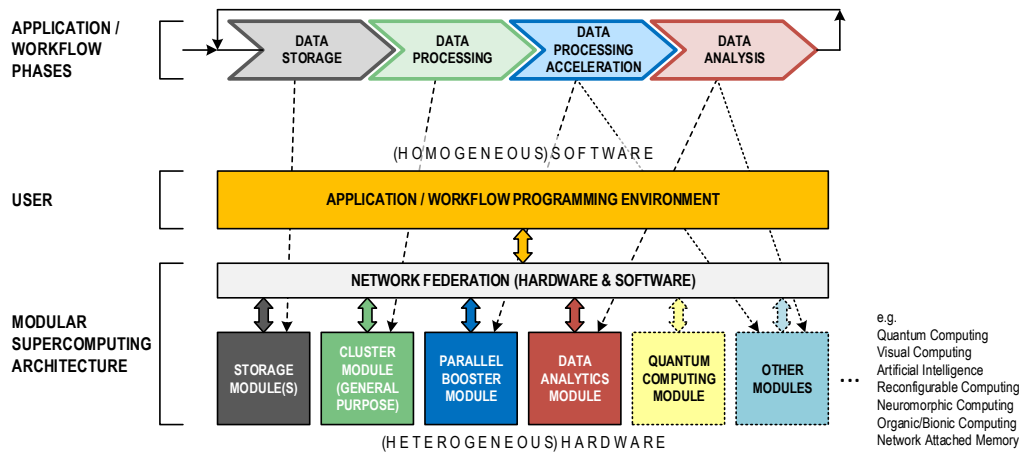 APPLICATION /
WORKFLOW
PHASES
DATA
STORAGE
DATA
PROCESSING
DATA
PROCESSING
ACCELERATION
DATA
ANALYSIS
(HOMOGENEOUS) SOFTWARE
USER
APPLICATION / WORKFLOW PROGRAMMING ENVIRONMENT
NETWORK FEDERATION (HARDWARE & SOFTWARE)
MODULAR
SUPERCOMPUTING
ARCHITECTURE
STORAGE
MODULE(S)
CLUSTER
MODULE
(GENERAL
PURPOSE)
PARALLEL
BOOSTER
MODULE
DATA
ANALYTICS
MODULE
QUANTUM
COMPUTING
MODULE
OTHER
MODULES
...
e.g.
Quantum Computing
Visual Computing
Artificial Intelligence
Reconfigurable Computing
Neuromorphic Computing
Organic/Bionic Computing
Network Attached Memory
(HETEROGENEOUS) HARDWARE